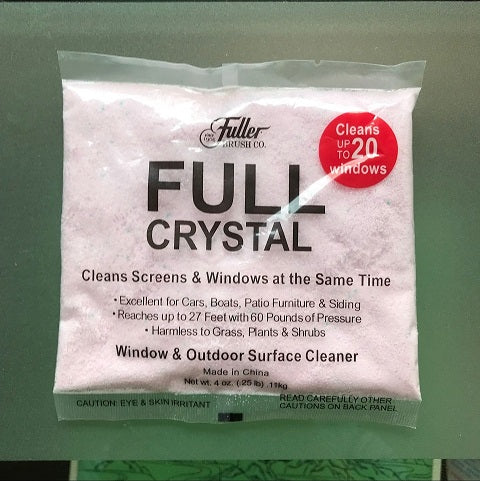 SINCE 1906 Fuller
BRUSH CO.
Cleans
UP TO 20
windows
FULL
CRYSTAL
Cleans Screens & Windows at the Same Time
•Excellent for Cars, Boats, Patio Furniture & Siding
•Reaches up to 27 Feet with 60 Pounds of Pressure
•Harmless to Grass, Plants & Shrubs
Window & Outdoor Surface Cleaner
Made in China
Net wt. 4 oz. (.25 lb) .11kg
CAUTION: EYE & SKIN IRRITANT
READ CAREFULLY OTHER
CAUTIONS ON BACK PANEL